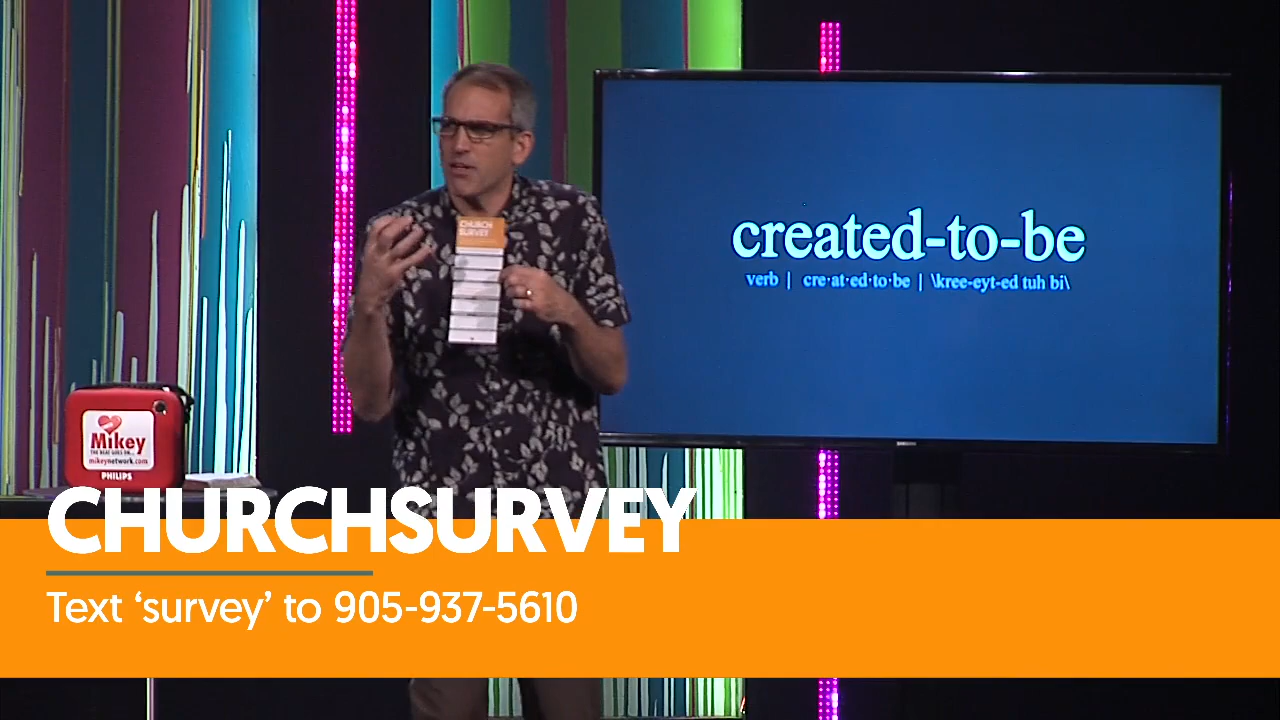 created-to-be
verb | cre·at·ed·to·be | \kree-eyt-ed tuh bi\
CHURCH
SURVEY
Mikey
THE BEAT GOES ON...
mikeynetwork.com
PHILIPS
CHURCHSURVEY
Text ‘survey’ to 905-937-5610